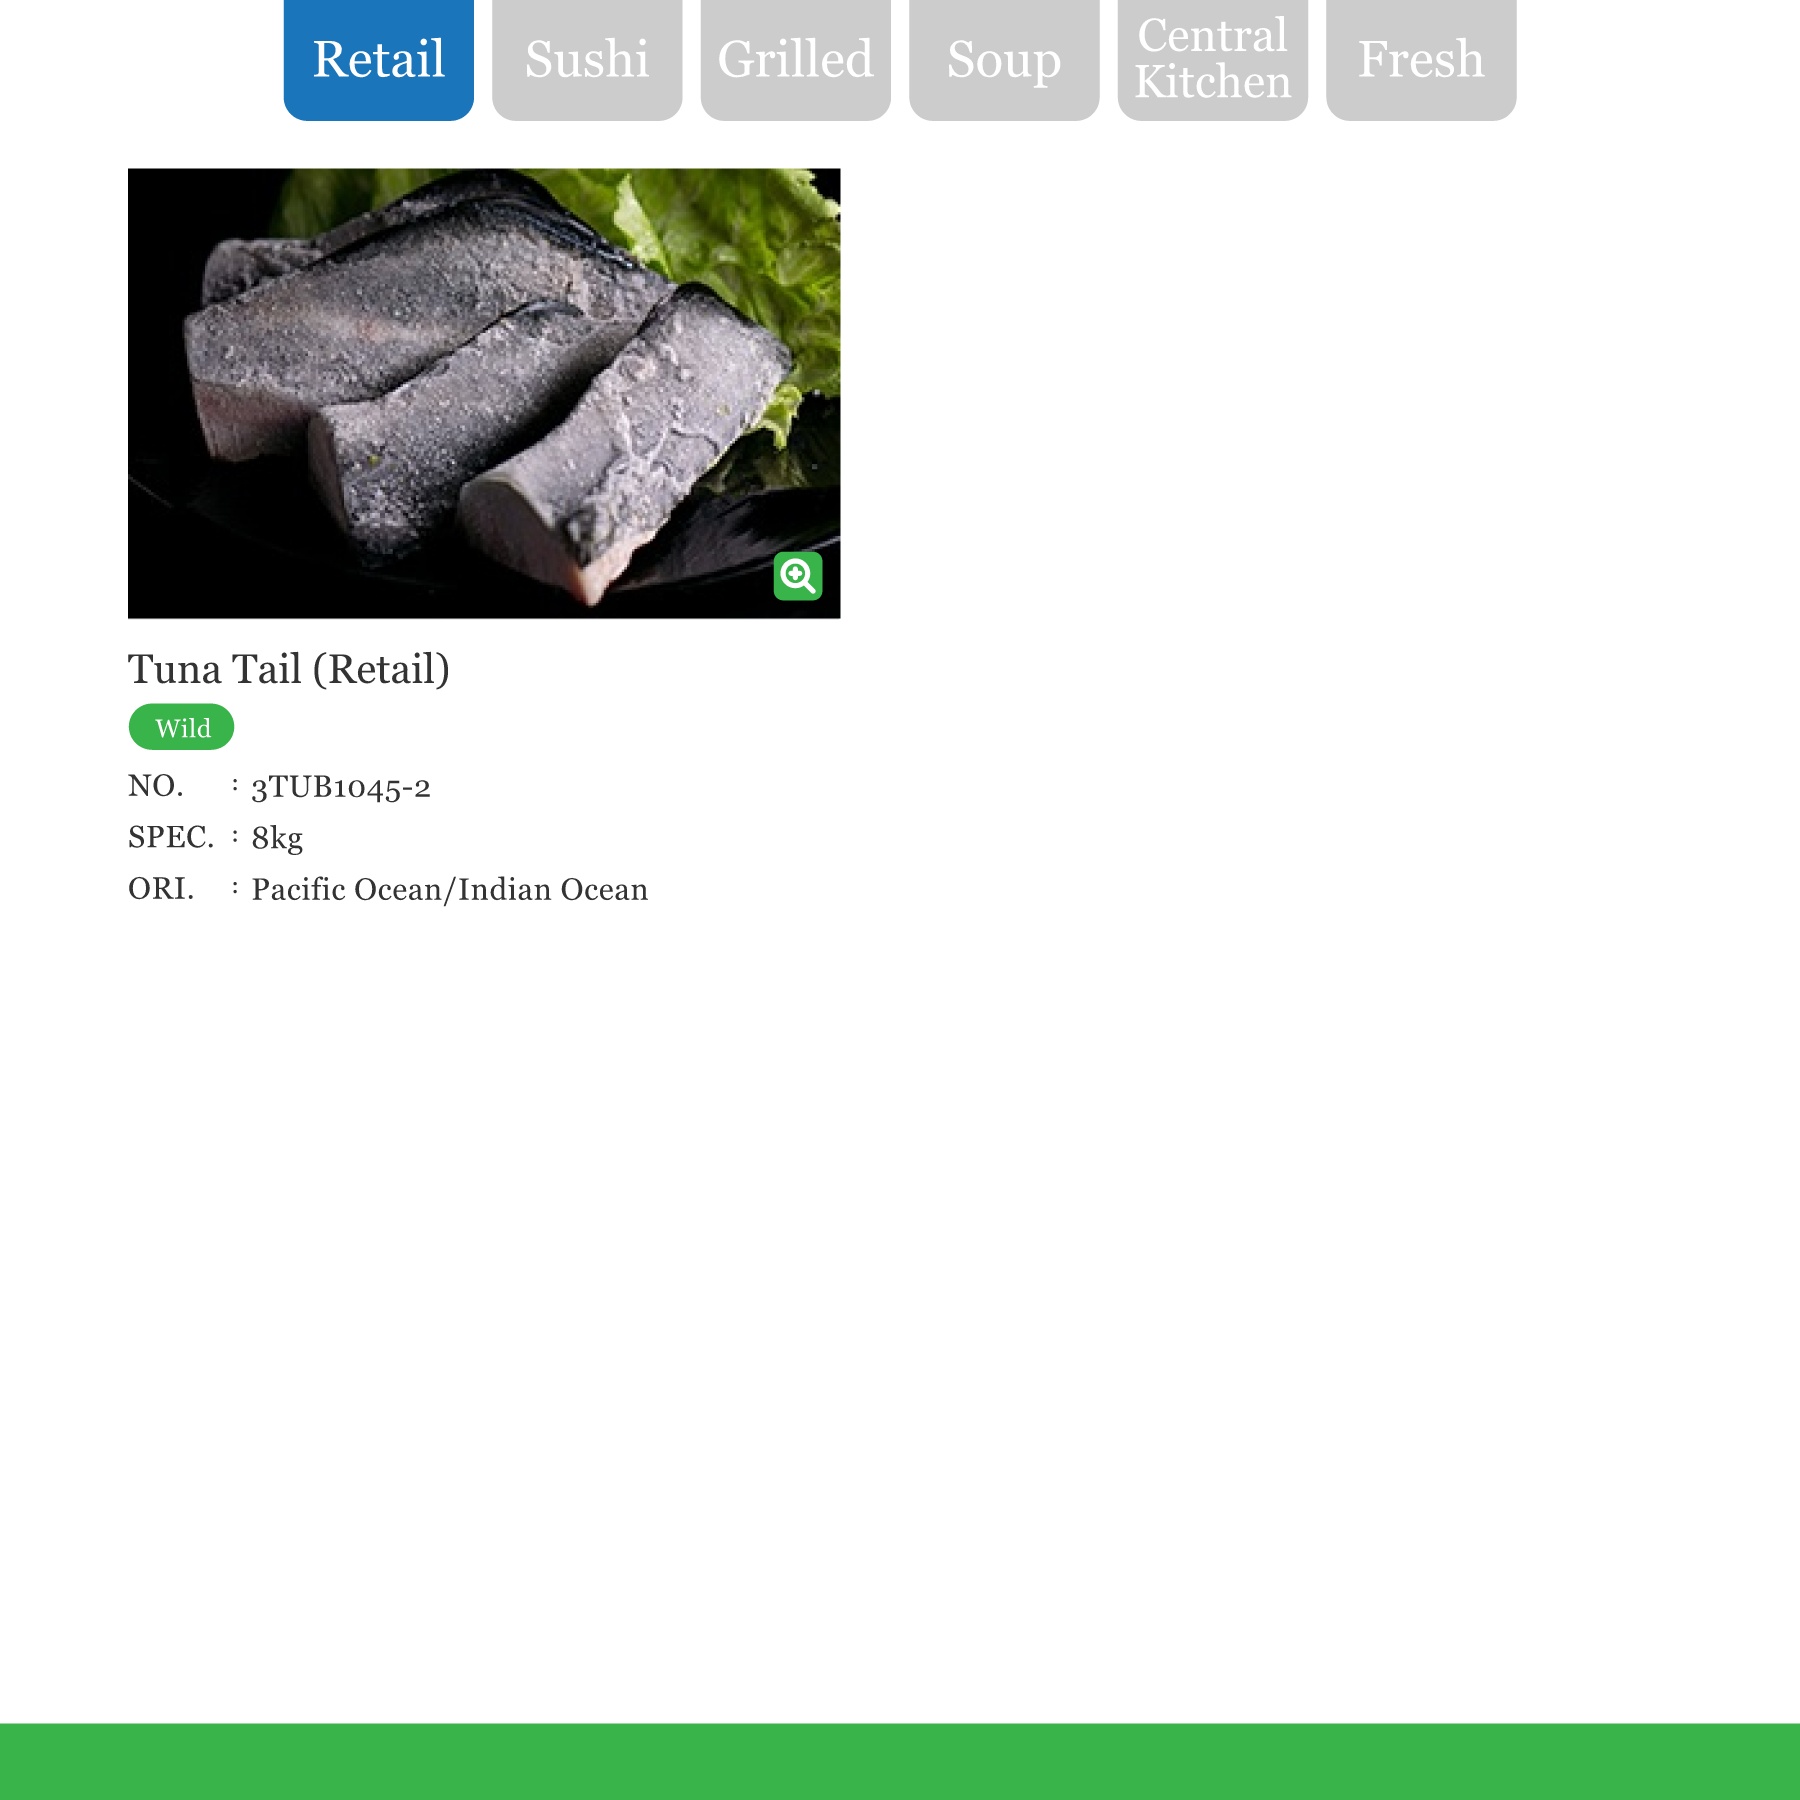 Retail
Sushi
Grilled
Soup
Central
Kitchen
Fresh
Tuna Tail (Retail)
Wild
NO. : 3TUB1045-2
SPEC. : 8kg
ORI. : Pacific Ocean/Indian Ocean